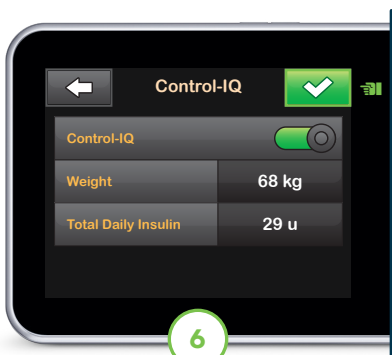 Control-IQ
Control-IQ
Weight 68 kg
Total Daily Insulin 29 u
6